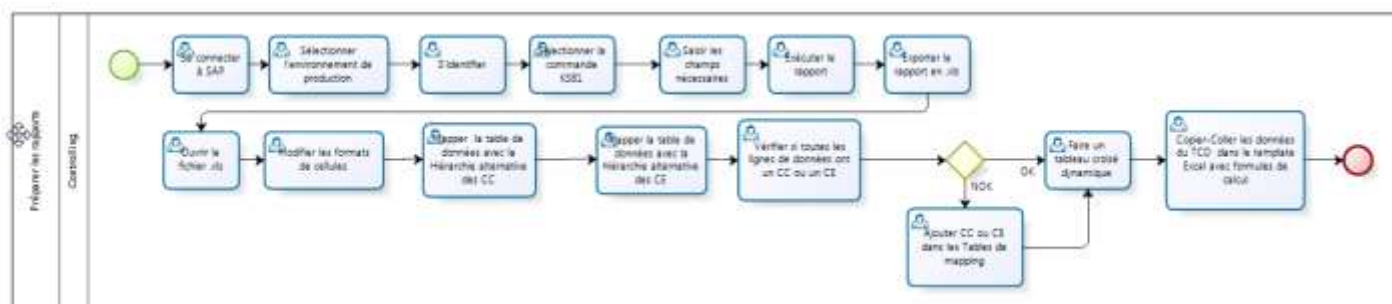 Préparer les rapports
Controlling
Se connecter
à SAP
Sélectionner
l'environnement de
production
S'identifier
Sélectionner la
commande
KSB1
Saisir les
champs
nécessaires
Exécuter le
rapport
Exporter le
rapport en .xls
Ouvrir le
fichier .xls
Modifier les formats
de cellules
Mapper la table de
données avec la
Hiérarchie alternative
des CC
Mapper la table de
données avec la
Hiérarchie alternative
des CE
Vérifier si toutes les
lignes de données ont
un CC ou un CE
OK
NOK
Ajouter CC ou CE
dans les Tables de
mapping
Faire un
tableau croisé
dynamique
Copier-Coller les données
du TCD dans le template
Excel avec formules de
calcul